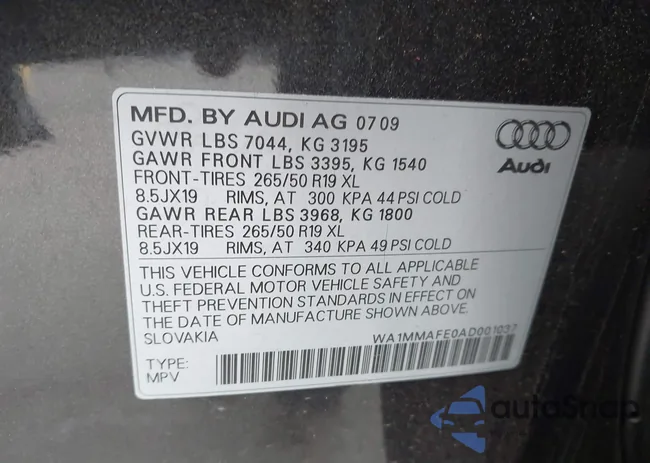 MFD. BY AUDI AG 07 09
GVWR LBS 7044, KG 3195
GAWR FRONT LBS 3395, KG 1540
FRONT-TIRES 265/50 R19 XL
8.5JX19 RIMS, AT 300 KPA 44 PSI COLD
GAWR REAR LBS 3968, KG 1800
REAR-TIRES 265/50 R19 XL
8.5JX19 RIMS, AT 340 KPA 49 PSI COLD
Audi
THIS VEHICLE CONFORMS TO ALL APPLICABLE
U.S. FEDERAL MOTOR VEHICLE SAFETY AND
THEFT PREVENTION STANDARDS IN EFFECT ON
THE DATE OF MANUFACTURE SHOWN ABOVE.
SLOVAKIA
WA1MMAFE0AD001037
TYPE:
MPV
autoSnap